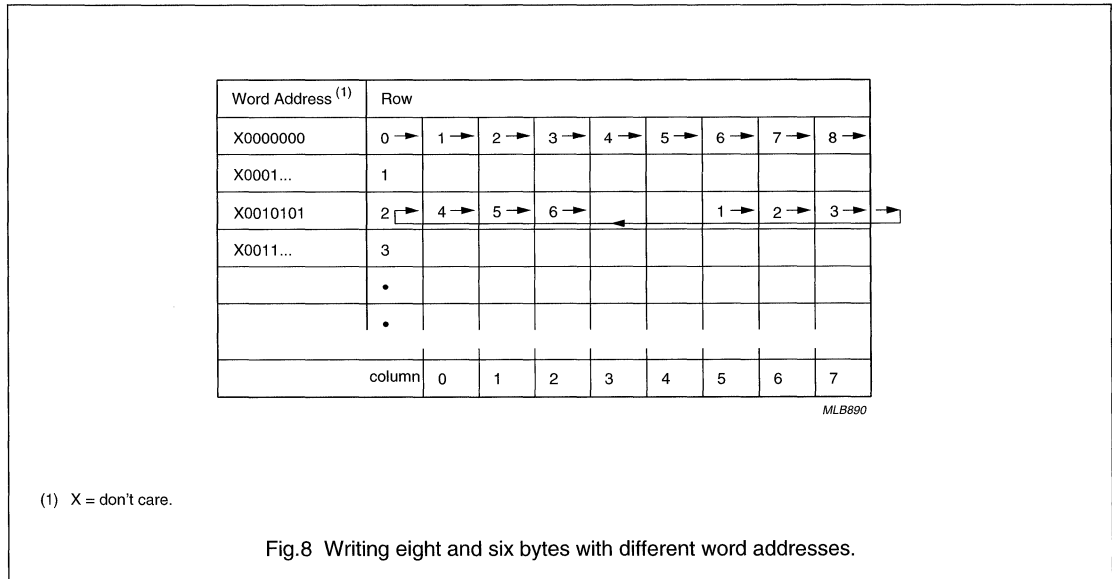 Word Address (1) Row
X0000000 0 1 2 3 4 5 6 7 8
X0001... 1
X0010101 2 4 5 6 1 2 3
X0011... 3
•
•
column 0 1 2 3 4 5 6 7
MLB890
(1) X = don't care.
Fig.8 Writing eight and six bytes with different word addresses.